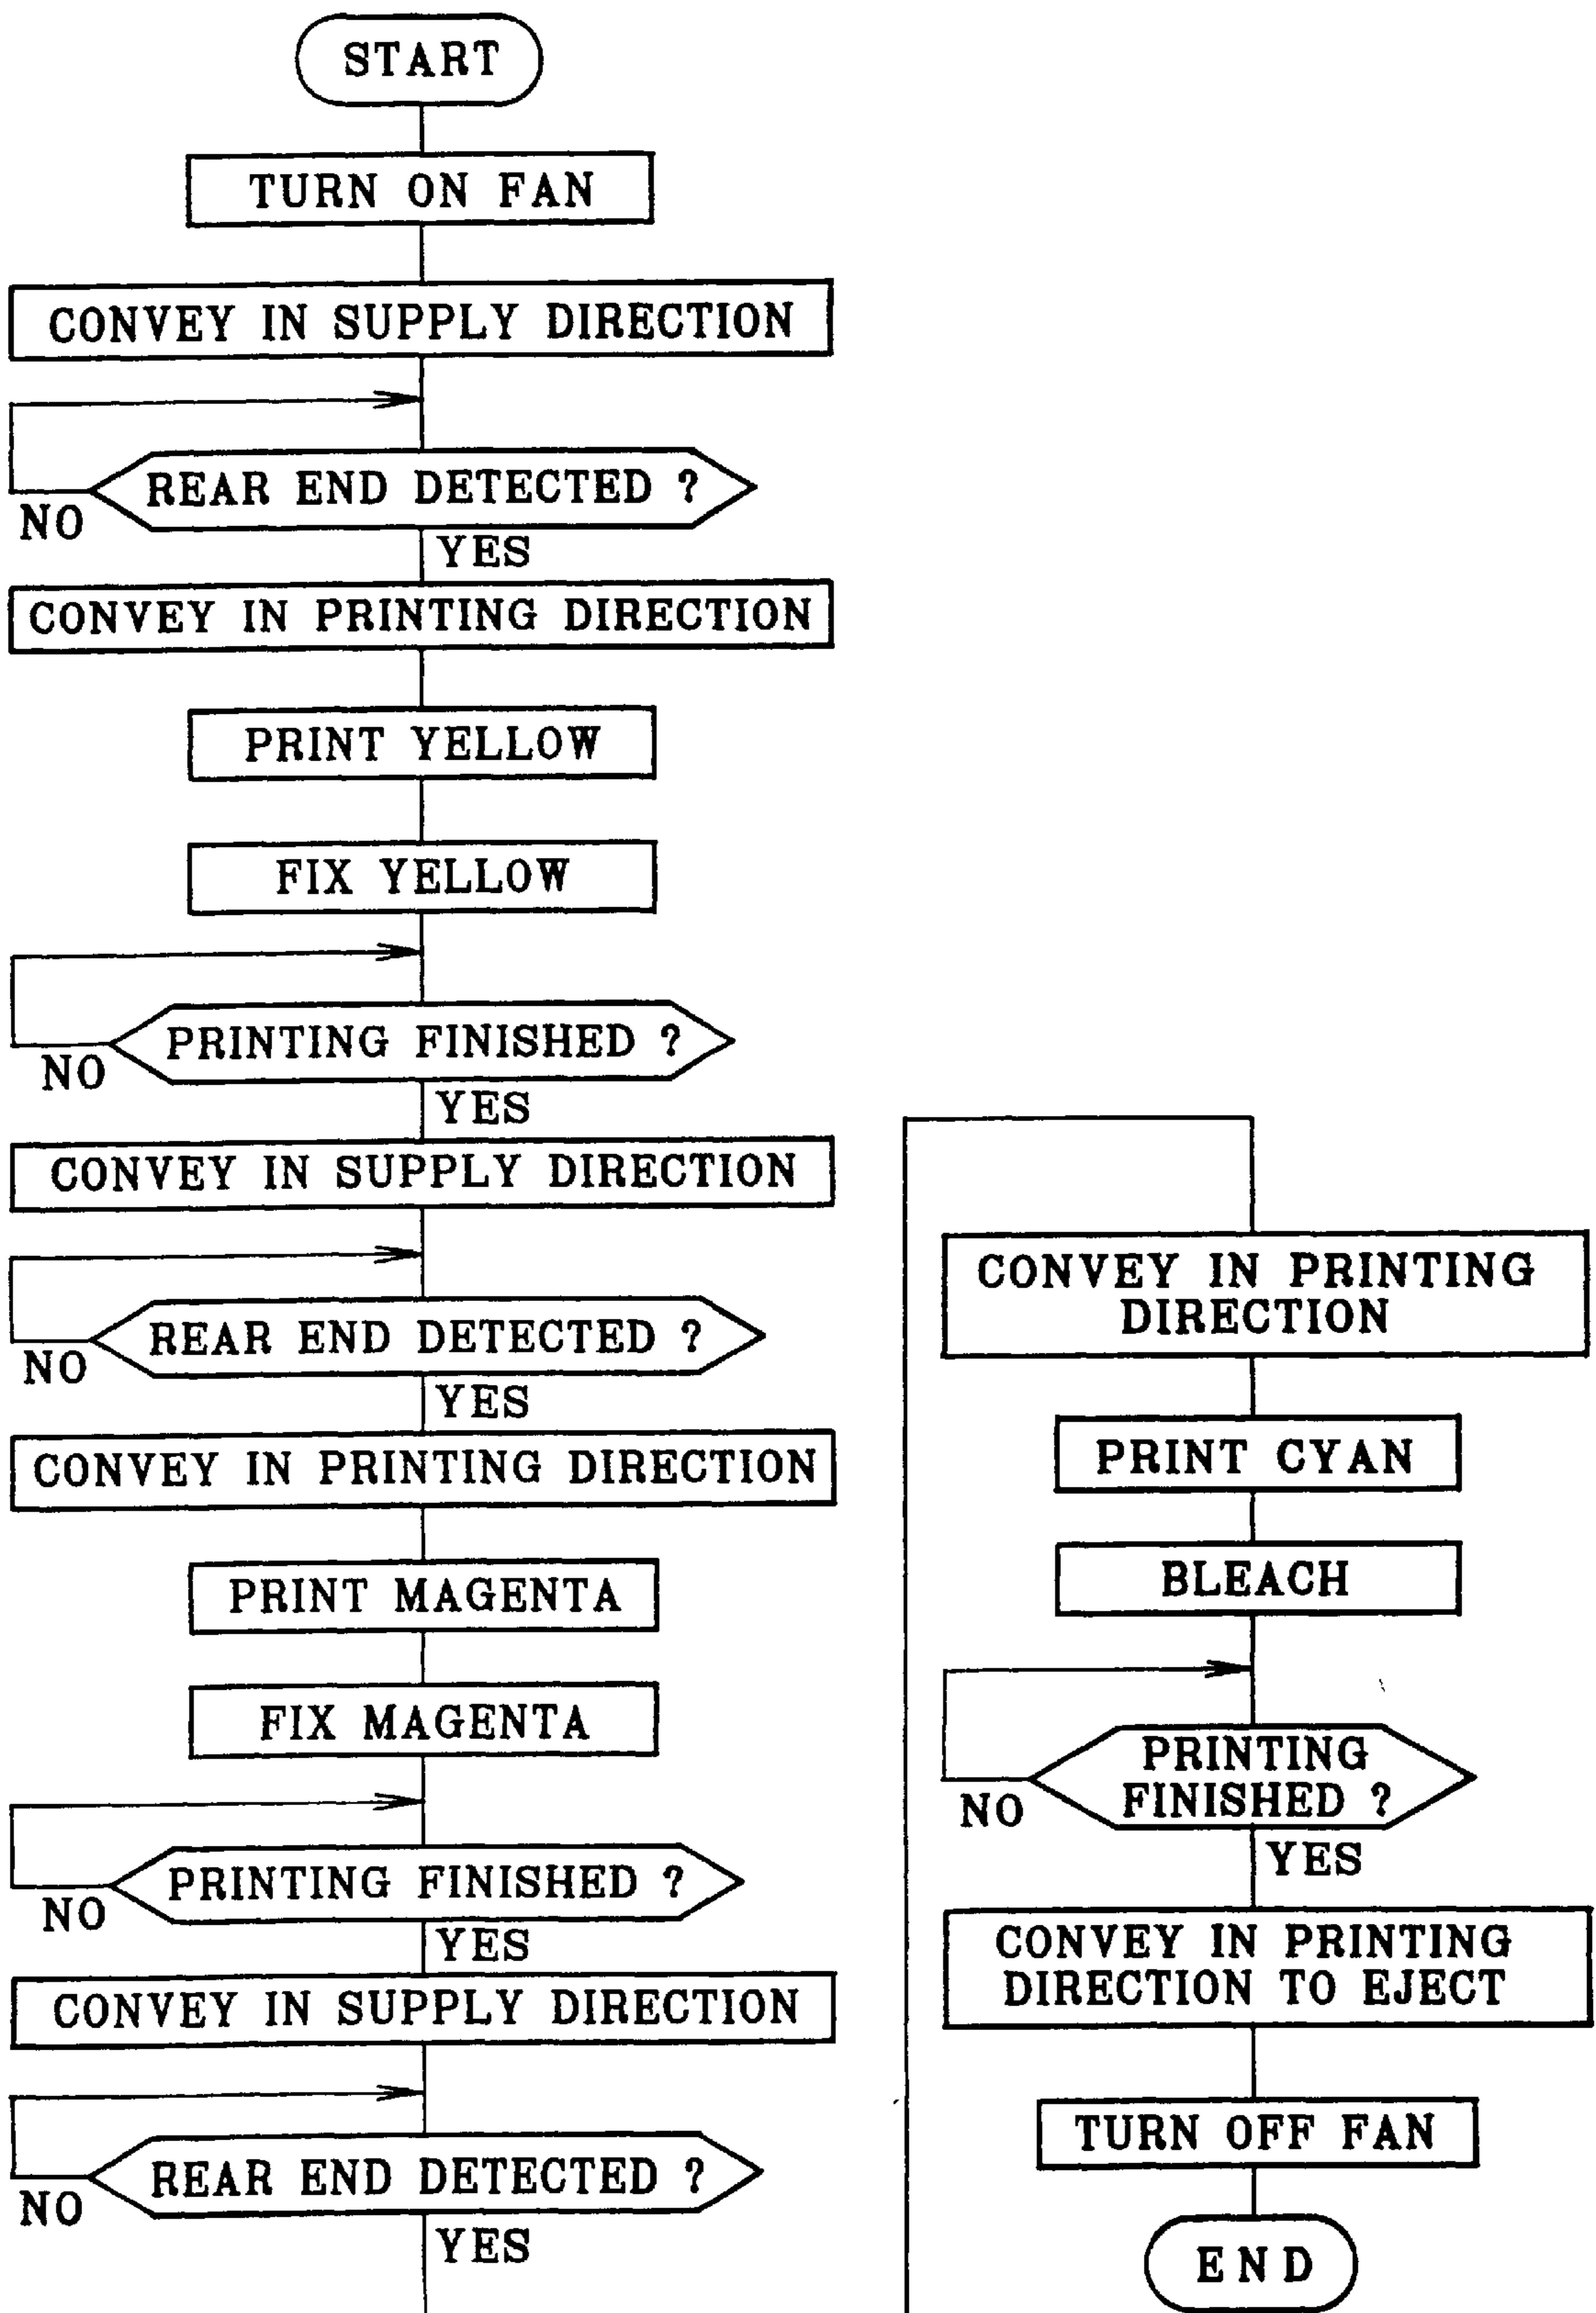 START
TURN ON FAN
CONVEY IN SUPPLY DIRECTION
REAR END DETECTED ?
NO
YES
CONVEY IN PRINTING DIRECTION
PRINT YELLOW
FIX YELLOW
PRINTING FINISHED ?
NO
YES
CONVEY IN SUPPLY DIRECTION
REAR END DETECTED ?
NO
YES
CONVEY IN PRINTING DIRECTION
PRINT MAGENTA
FIX MAGENTA
PRINTING FINISHED ?
NO
YES
CONVEY IN SUPPLY DIRECTION
REAR END DETECTED ?
NO
YES
CONVEY IN PRINTING
DIRECTION
PRINT CYAN
BLEACH
PRINTING
FINISHED ?
NO
YES
CONVEY IN PRINTING
DIRECTION TO EJECT
TURN OFF FAN
END